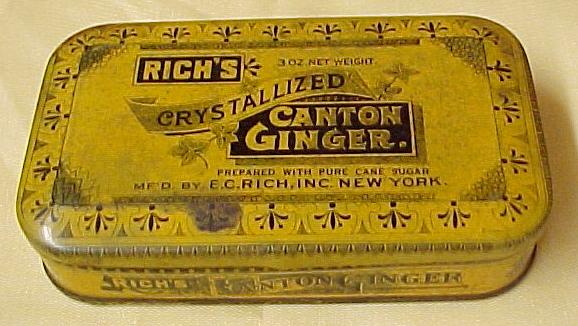 RICH'S
3 OZ. NET WEIGHT
CRYSTALLIZED
CANTON
GINGER.
PREPARED WITH PURE CANE SUGAR
MF'D. BY E.C. RICH, INC. NEW YORK.
RICH'S CANTON GINGER